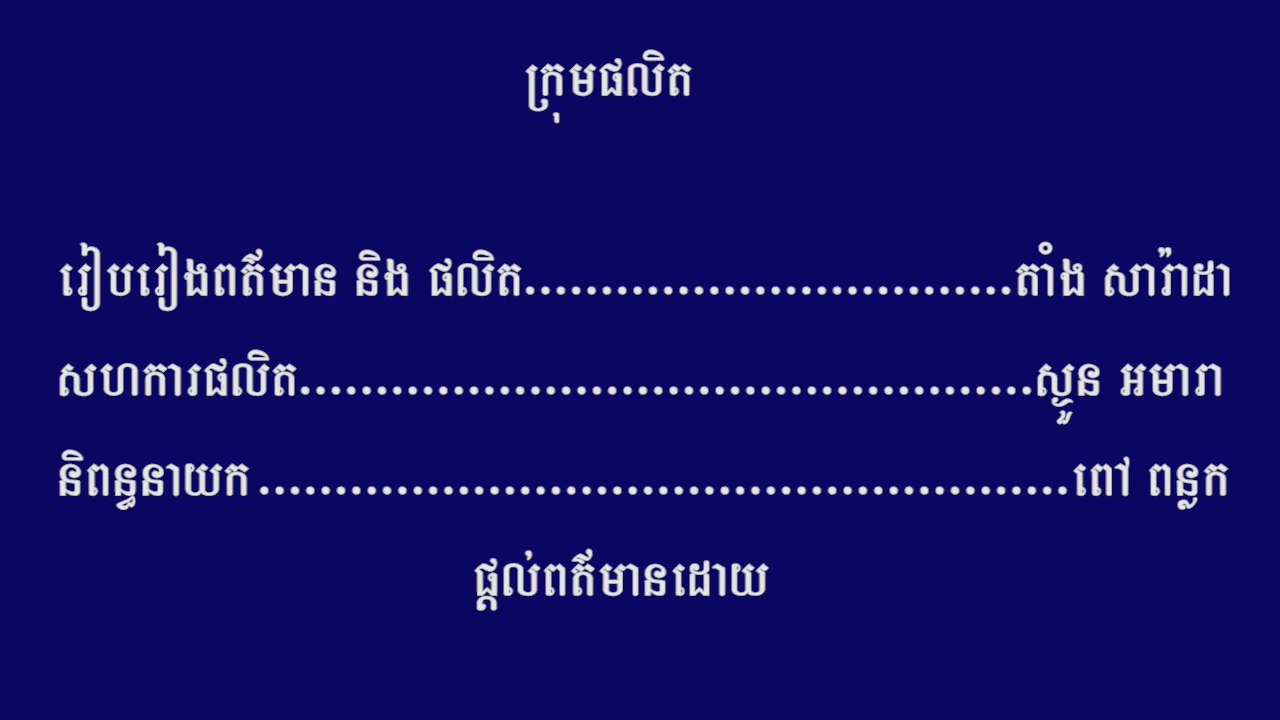 ក្រុមផលិត
រៀបរៀងពត៌មាន និង ផលិត................................តាំង សារ៉ាដា
សហការផលិត................................................ស្ងួន អមារា
និពន្ធនាយក.....................................................ពៅ ពន្លក
ផ្តល់ពត៌មានដោយ